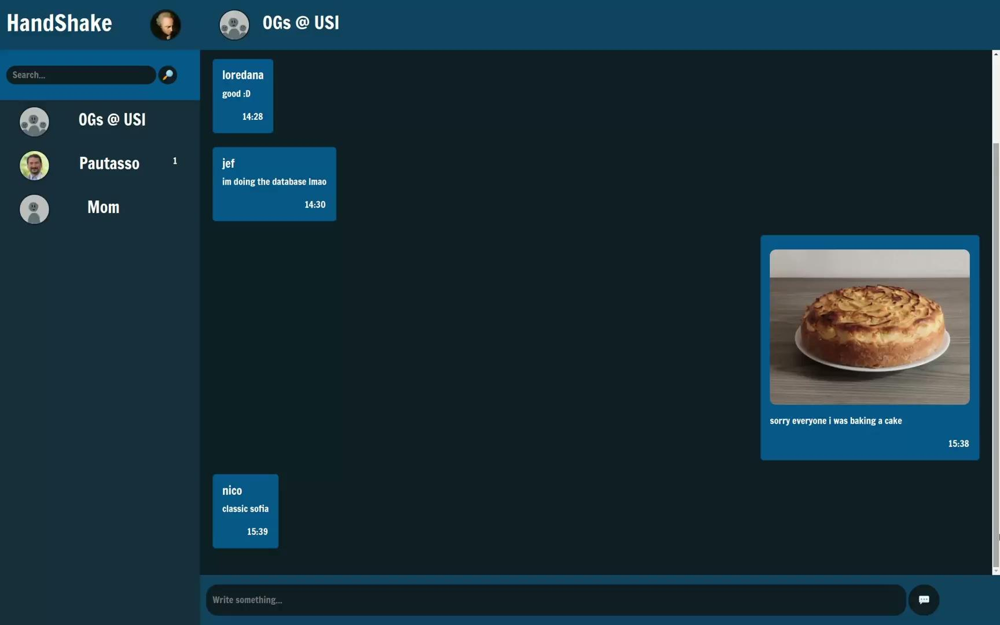 HandShake
OGs @ USI
Search...
OGs @ USI
Pautasso 1
Mom
loredana
good :D
14:28
jef
im doing the database lmao
14:30
sorry everyone i was baking a cake
15:38
nico
classic sofia
15:39
Write something...